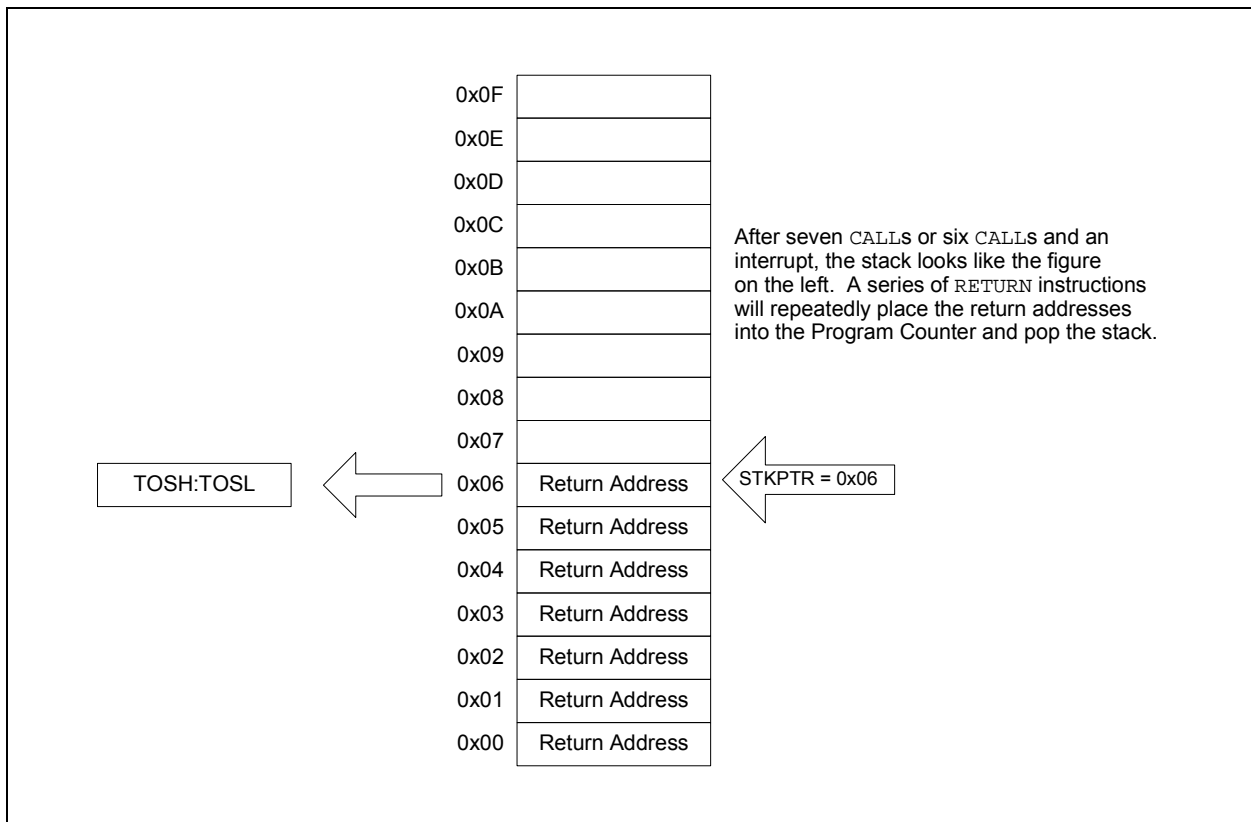 0x0F
0x0E
0x0D
0x0C
0x0B
0x0A
0x09
0x08
0x07
0x06 Return Address
0x05 Return Address
0x04 Return Address
0x03 Return Address
0x02 Return Address
0x01 Return Address
0x00 Return Address
TOSH:TOSL
STKPTR = 0x06
After seven CALLs or six CALLs and an
interrupt, the stack looks like the figure
on the left. A series of RETURN instructions
will repeatedly place the return addresses
into the Program Counter and pop the stack.